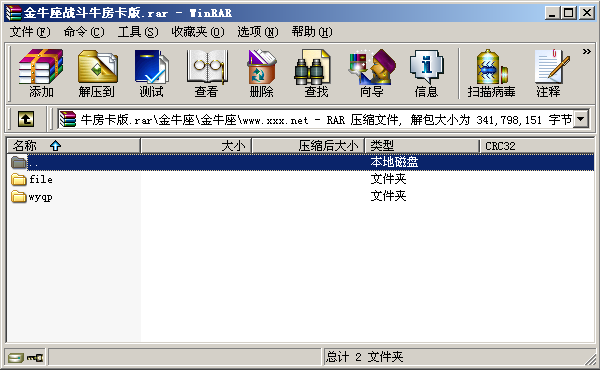 金牛座战斗牛房卡版.rar - WinRAR
文件(F) 命令(C) 工具(S) 收藏夹(O) 选项(N) 帮助(H)
添加 解压到 测试 查看 删除 查找 向导 信息 扫描病毒 注释
牛房卡版.rar\金牛座\金牛座\www.xxx.net - RAR 压缩文件, 解包大小为 341,798,151 字节
名称 大小 压缩后大小 类型 CRC32
.. 本地磁盘
file 文件夹
wyqp 文件夹
总计 2 文件夹